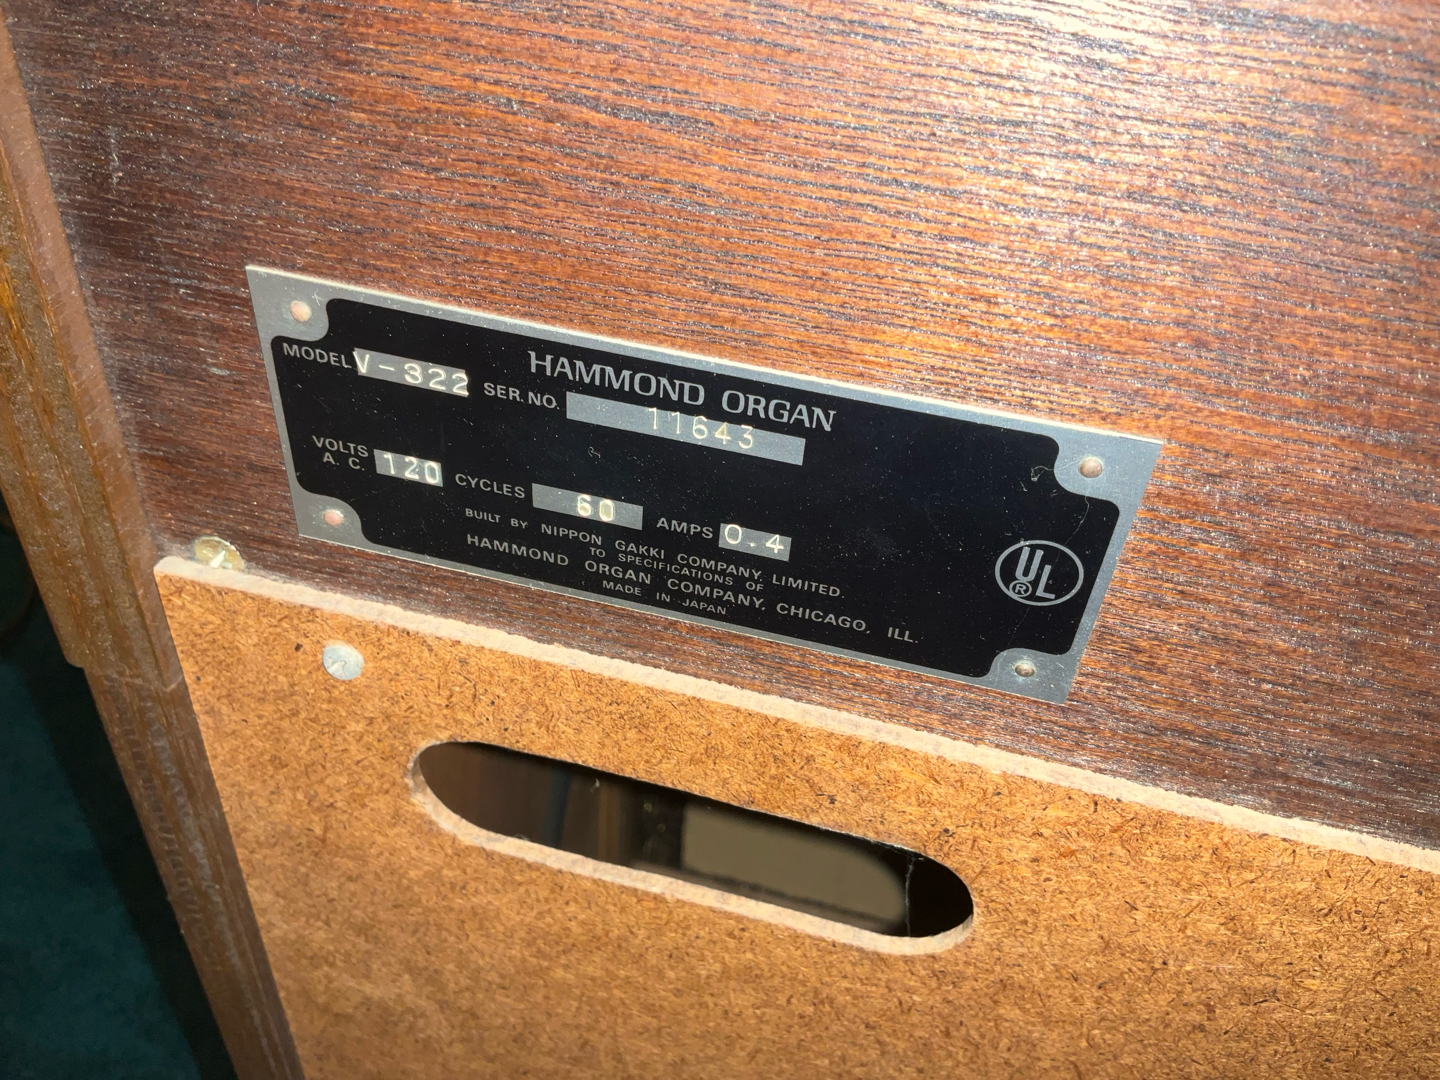 HAMMOND ORGAN
MODEL V-322 SER. NO. 11643
VOLTS A. C. 120 CYCLES 60 AMPS 0.4
BUILT BY NIPPON GAKKI COMPANY, LIMITED.
TO SPECIFICATIONS OF
HAMMOND ORGAN COMPANY, CHICAGO, ILL.
MADE IN JAPAN
UL
®